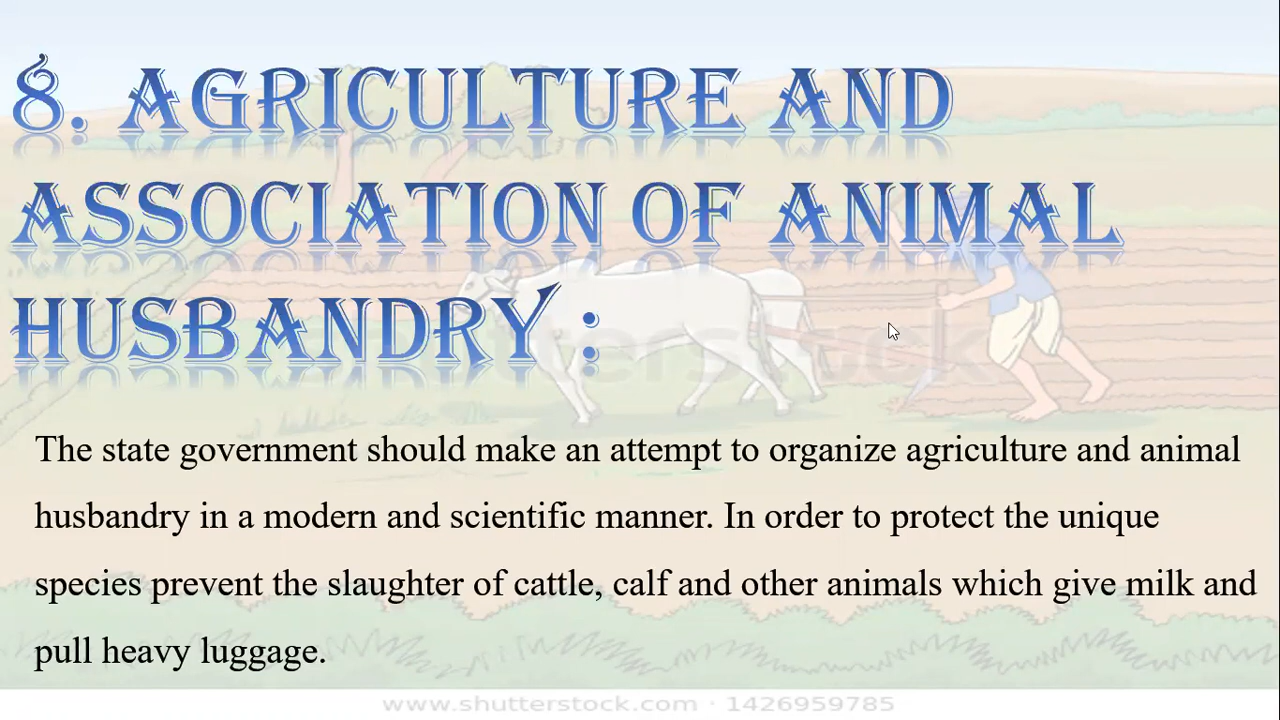 8. AGRICULTURE AND
ASSOCIATION OF ANIMAL
HUSBANDRY :
The state government should make an attempt to organize agriculture and animal
husbandry in a modern and scientific manner. In order to protect the unique
species prevent the slaughter of cattle, calf and other animals which give milk and
pull heavy luggage.
www.shutterstock.com · 1426959785